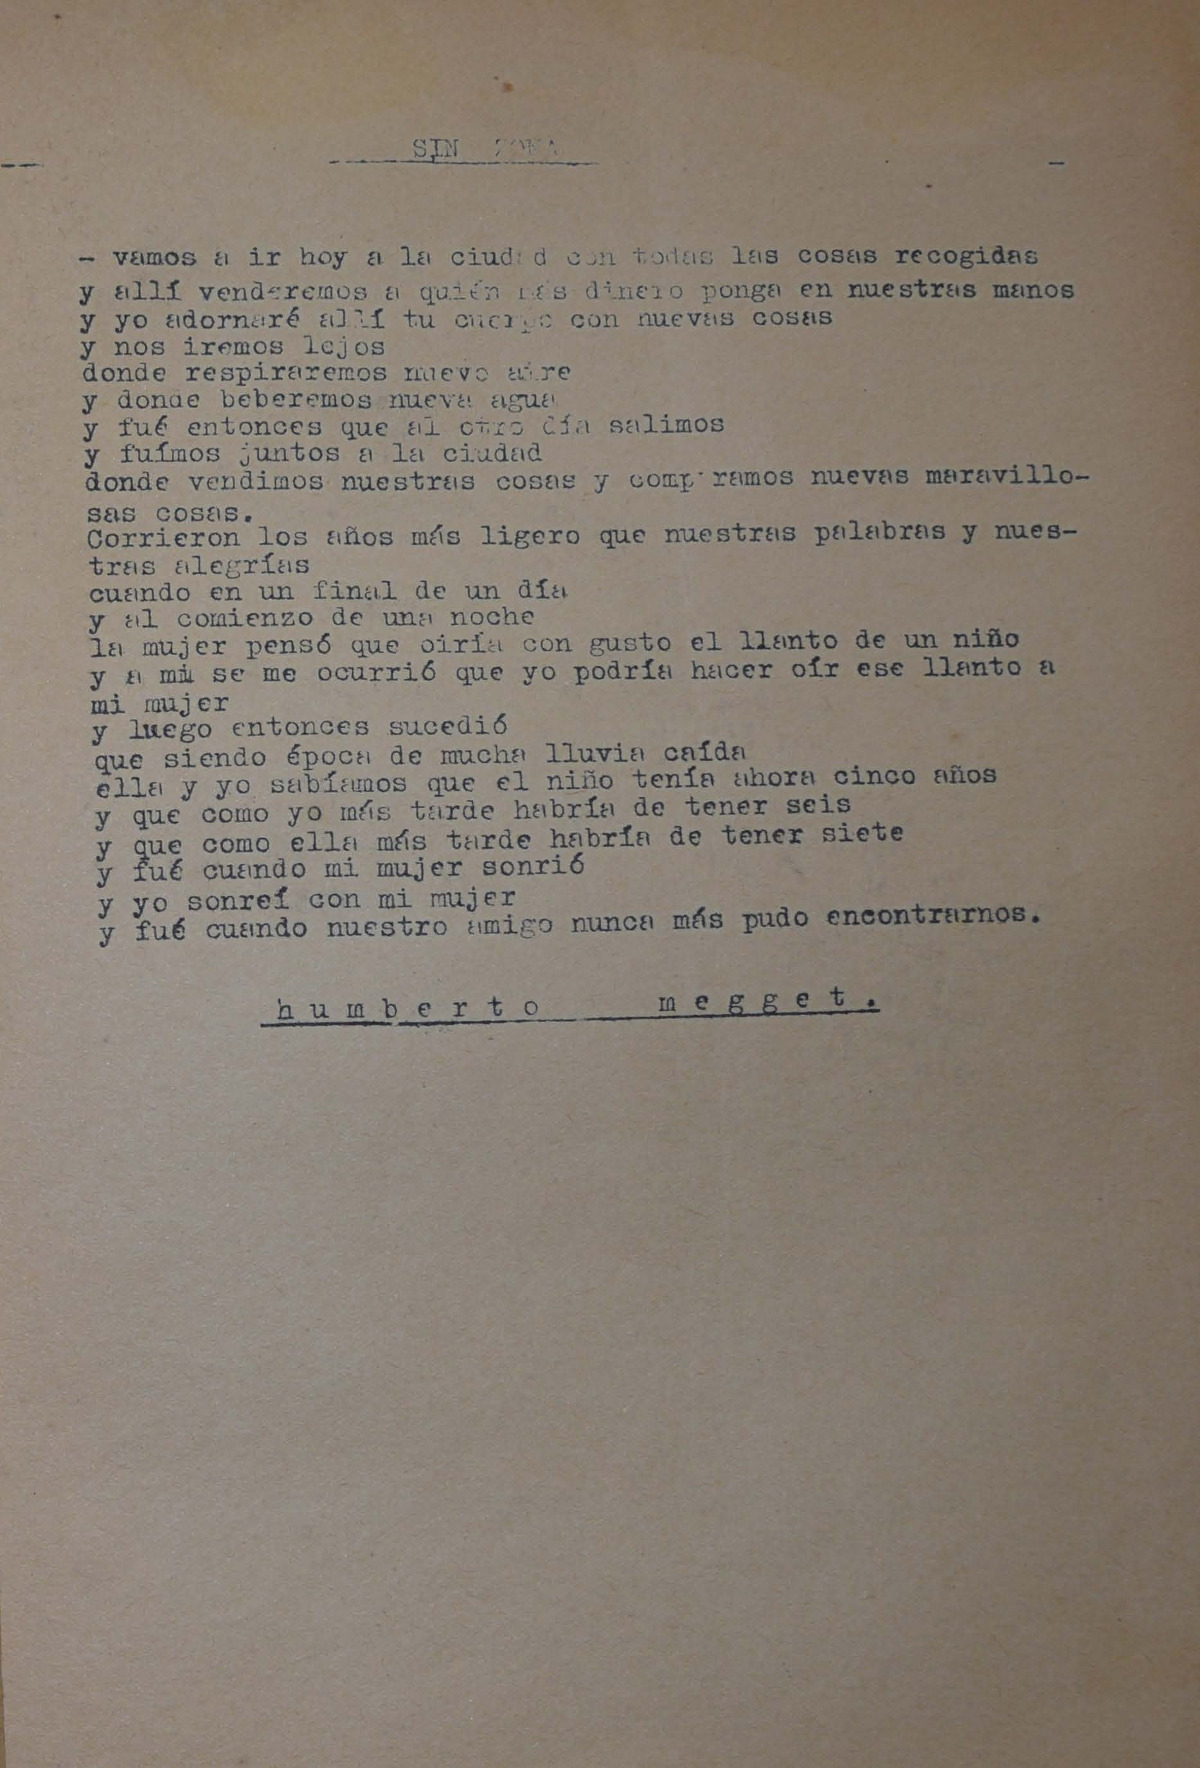 SIN ZONA
- vamos a ir hoy a la ciudad con todas las cosas recogidas
y allí venderemos a quién más dinero ponga en nuestras manos
y yo adornaré allí tu cuerpo con nuevas cosas
y nos iremos lejos
donde respiraremos nuevo aire
y donde beberemos nueva agua
y fué entonces que al otro día salimos
y fuímos juntos a la ciudad
donde vendimos nuestras cosas y compramos nuevas maravillo-
sas cosas.
Corrieron los años más ligero que nuestras palabras y nues-
tras alegrías
cuando en un final de un día
y al comienzo de una noche
la mujer pensó que oiría con gusto el llanto de un niño
y a mi se me ocurrió que yo podría hacer oír ese llanto a
mi mujer
y luego entonces sucedió
que siendo época de mucha lluvia caída
ella y yo sabíamos que el niño tenía ahora cinco años
y que como yo más tarde habría de tener seis
y que como ella más tarde habría de tener siete
y fué cuando mi mujer sonrió
y yo sonreí con mi mujer
y fué cuando nuestro amigo nunca más pudo encontrarnos.
humberto megget.